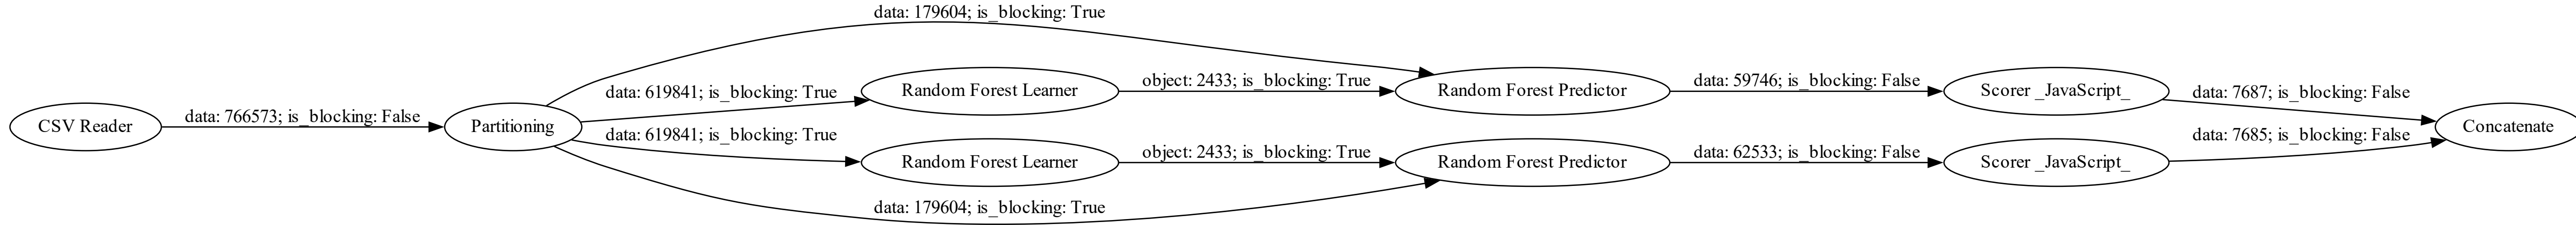 data: 179604; is_blocking: True
data: 619841; is_blocking: True
Random Forest Learner
object: 2433; is_blocking: True
Random Forest Predictor
data: 59746; is_blocking: False
Scorer _JavaScript_
data: 7687; is_blocking: False
CSV Reader
data: 766573; is_blocking: False
Partitioning
Concatenate
data: 619841; is_blocking: True
Random Forest Learner
object: 2433; is_blocking: True
Random Forest Predictor
data: 62533; is_blocking: False
Scorer _JavaScript_
data: 7685; is_blocking: False
data: 179604; is_blocking: True